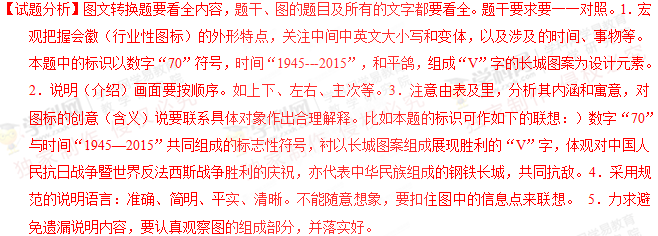 【试题分析】图文转换题要看全内容，题干、图的题目及所有的文字都要看全。题干要求要一一对照。1．宏
观把握会徽（行业性图标）的外形特点，关注中间中英文大小写和变体，以及涉及的时间、事物等。
本题中的标识以数字“70”符号，时间“1945---2015”，和平鸽，组成“V”字的长城图案为设计元素。
2．说明（介绍）画面要按顺序。如上下、左右、主次等。3．注意由表及里，分析其内涵和寓意，对
图标的创意（含义）说要联系具体对象作出合理解释。比如本题的标识可作如下的联想：）数字“70”
与时间“1945—2015”共同组成的标志性符号，衬以长城图案组成展现胜利的“V”字，体观对中国人
民抗日战争暨世界反法西斯战争胜利的庆祝，亦代表中华民族组成的钢铁长城，共同抗敌。4．采用规
范的说明语言：准确、简明、平实、清晰。不能随意想象，要扣住图中的信息点来联想。 5．力求避
免遗漏说明内容，要认真观察图的组成部分，并落实好。